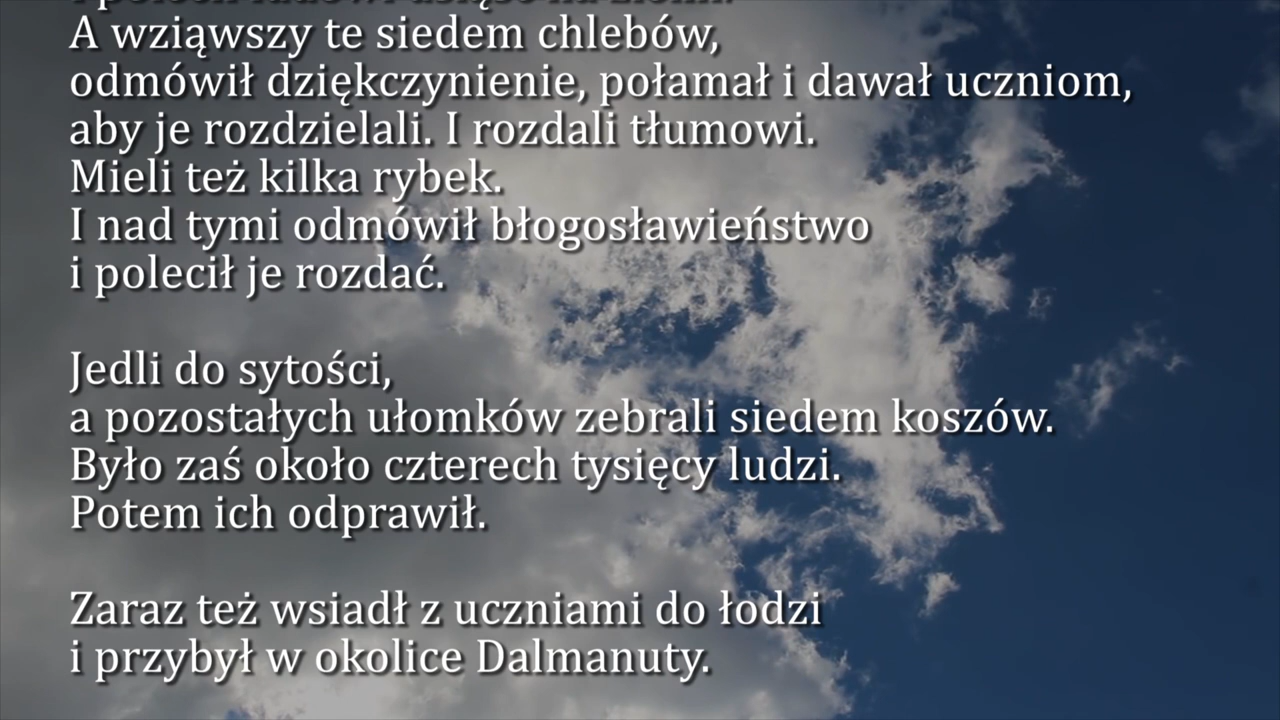 A wziąwszy te siedem chlebów,
odmówił dziękczynienie, połamał i dawał uczniom,
aby je rozdzielali. I rozdali tłumowi.
Mieli też kilka rybek.
I nad tymi odmówił błogosławieństwo
i polecił je rozdać.
Jedli do sytości,
a pozostałych ułomków zebrali siedem koszów.
Było zaś około czterech tysięcy ludzi.
Potem ich odprawił.
Zaraz też wsiadł z uczniami do łodzi
i przybył w okolice Dalmanuty.